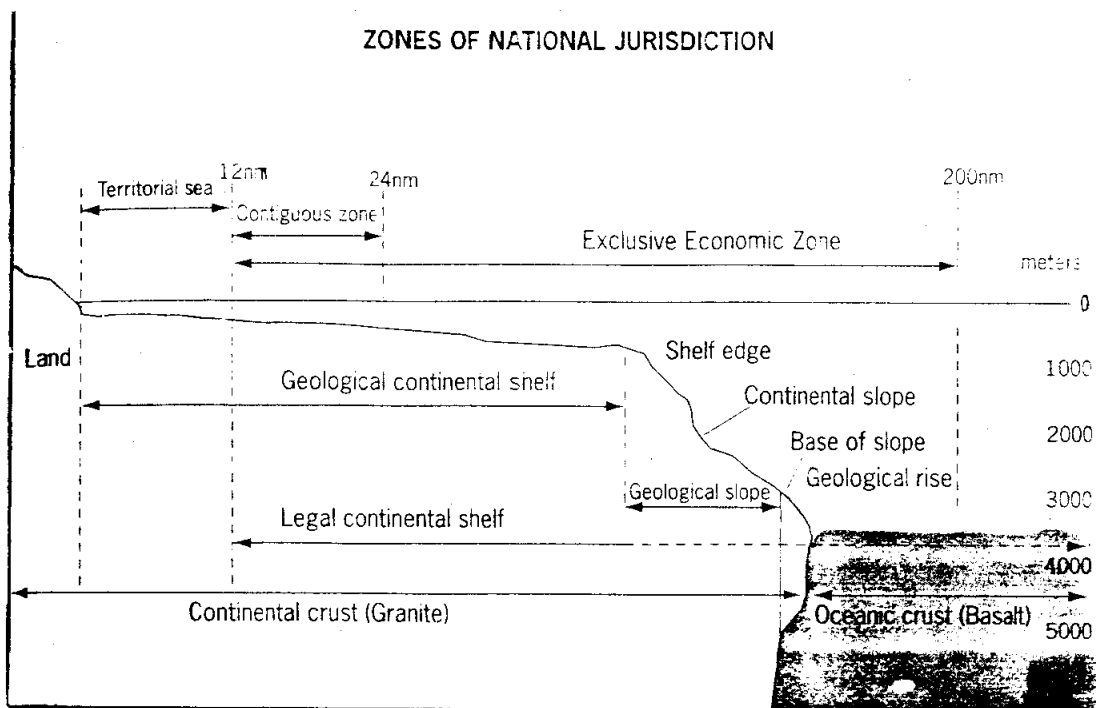 ZONES OF NATIONAL JURISDICTION
12nm
24nm
200nm
Territorial sea
Contiguous zone
Exclusive Economic Zone
meters
0
Land
Shelf edge
1000
Geological continental shelf
Continental slope
2000
Base of slope
Geological rise
Geological slope
3000
Legal continental shelf
4000
Continental crust (Granite)
Oceanic crust (Basalt)
5000